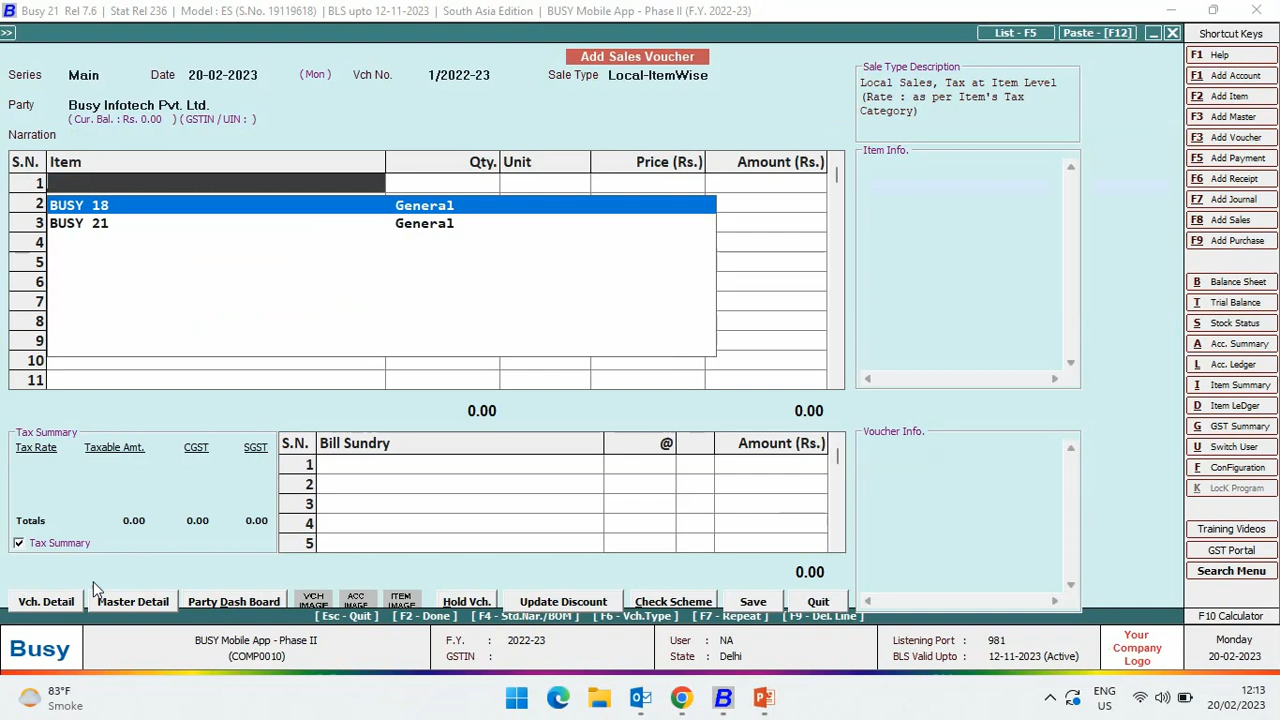 Busy 21 Rel 7.6 | Stat Rel 236 | Model : ES (S.No. 19119618) | BLS upto 12-11-2023 | South Asia Edition | BUSY Mobile App - Phase II (F.Y. 2022-23)
>> List - F5 Paste - [F12] Shortcut Keys
Add Sales Voucher
F1 Help
Series Main Date 20-02-2023 (Mon) Vch No. 1/2022-23 Sale Type Local-ItemWise
Sale Type Description
Local Sales, Tax at Item Level
(Rate : as per Item's Tax
Category)
F1 Add Account
F2 Add Item
Party Busy Infotech Pvt. Ltd.
( Cur. Bal. : Rs. 0.00 ) ( GSTIN / UIN : )
F3 Add Master
Narration
F3 Add Voucher
Item Info.
S.N. Item Qty. Unit Price (Rs.) Amount (Rs.)
F5 Add Payment
1
F6 Add Receipt
2 BUSY 18 General
F7 Add Journal
3 BUSY 21 General
F8 Add Sales
4
F9 Add Purchase
5
6
B Balance Sheet
7
T Trial Balance
8
S Stock Status
9
A Acc. Summary
10
L Acc. Ledger
11
I Item Summary
0.00 0.00
D Item LeDger
G GST Summary
Tax Summary
Tax Rate Taxable Amt. CGST SGST
S.N. Bill Sundry @ Amount (Rs.)
Voucher Info.
U Switch User
1
F Configuration
2
K LocK Program
3
Totals 0.00 0.00 0.00
4
Training Videos
Tax Summary
5
GST Portal
0.00
Search Menu
Vch. Detail Master Detail Party Dash Board VCH IMAGE ACC IMAGE ITEM IMAGE Hold Vch. Update Discount Check Scheme Save Quit
[ Esc - Quit ] [ F2 - Done ] [ F4 - Std.Nar./BOM ] [ F6 - Vch.Type ] [ F7 - Repeat ] [ F9 - Del. Line ]
F10 Calculator
Busy
BUSY Mobile App - Phase II
(COMP0010)
F.Y. : 2022-23
GSTIN :
User : NA
State : Delhi
Listening Port : 981
BLS Valid Upto : 12-11-2023 (Active)
Your
Company
Logo
Monday
20-02-2023
83°F
Smoke
ENG
US
12:13
20/02/2023